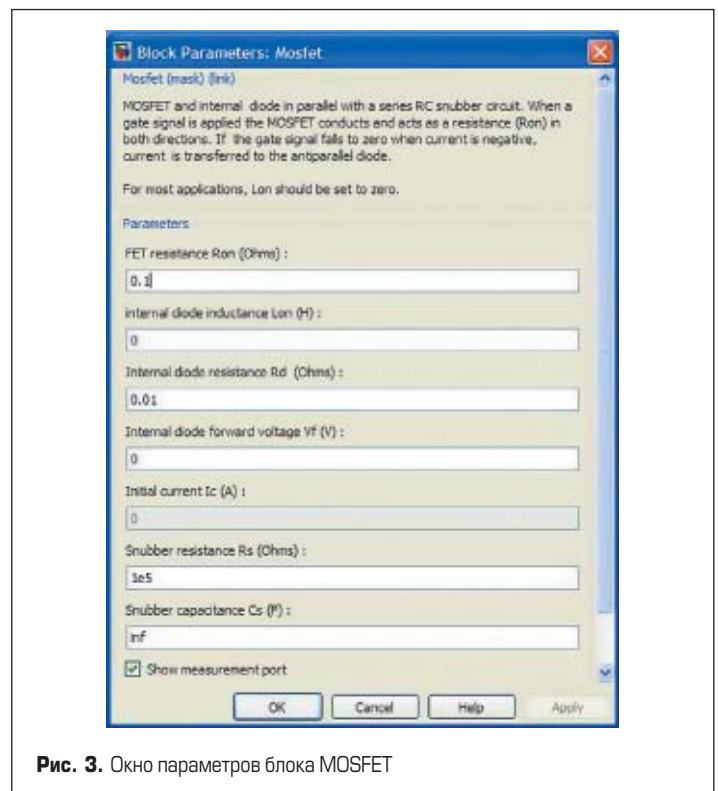 Block Parameters: Mosfet
Mosfet (mask) (link)
MOSFET and internal diode in parallel with a series RC snubber circuit. When a
gate signal is applied the MOSFET conducts and acts as a resistance (Ron) in
both directions. If the gate signal falls to zero when current is negative,
current is transferred to the antiparallel diode.
For most applications, Lon should be set to zero.
Parameters
FET resistance Ron (Ohms) :
0.1
internal diode inductance Lon (H) :
0
Internal diode resistance Rd (Ohms) :
0.01
Internal diode forward voltage Vf (V) :
0
Initial current Ic (A) :
0
Snubber resistance Rs (Ohms) :
1e5
Snubber capacitance Cs (F) :
inf
Show measurement port
OK Cancel Help Apply
Рис. 3. Окно параметров блока MOSFET